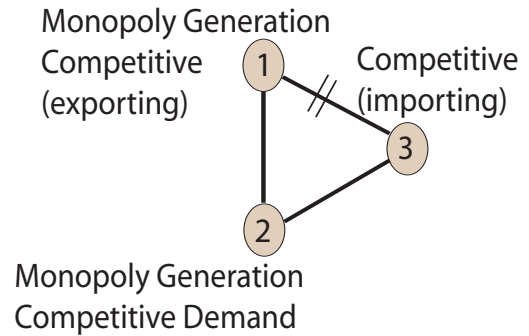 Monopoly Generation
Competitive
(exporting)
1
Competitive
(importing)
3
2
Monopoly Generation
Competitive Demand